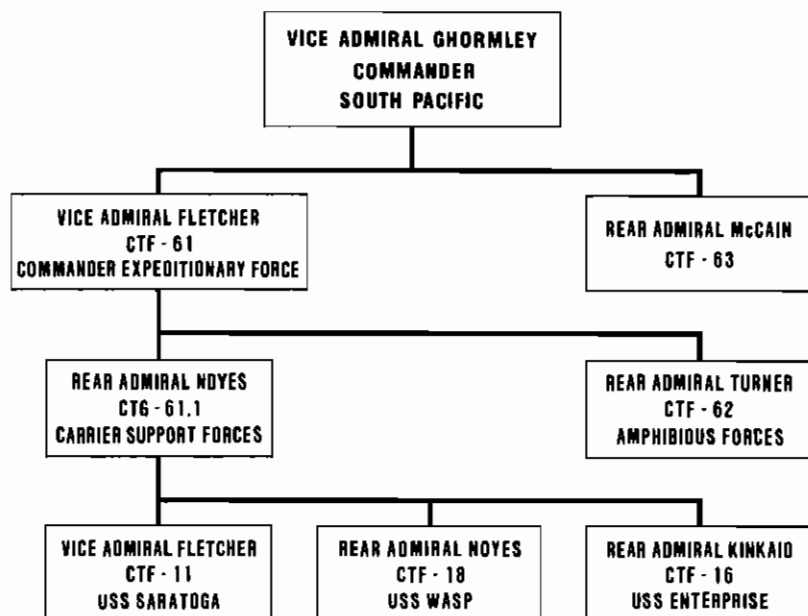 VICE ADMIRAL GHORMLEY
COMMANDER
SOUTH PACIFIC
VICE ADMIRAL FLETCHER
CTF - 61
COMMANDER EXPEDITIONARY FORCE
REAR ADMIRAL McCAIN
CTF - 63
REAR ADMIRAL NOYES
CTG - 61.1
CARRIER SUPPORT FORCES
REAR ADMIRAL TURNER
CTF - 62
AMPHIBIOUS FORCES
VICE ADMIRAL FLETCHER
CTF - 11
USS SARATOGA
REAR ADMIRAL NOYES
CTF - 18
USS WASP
REAR ADMIRAL KINKAID
CTF - 16
USS ENTERPRISE